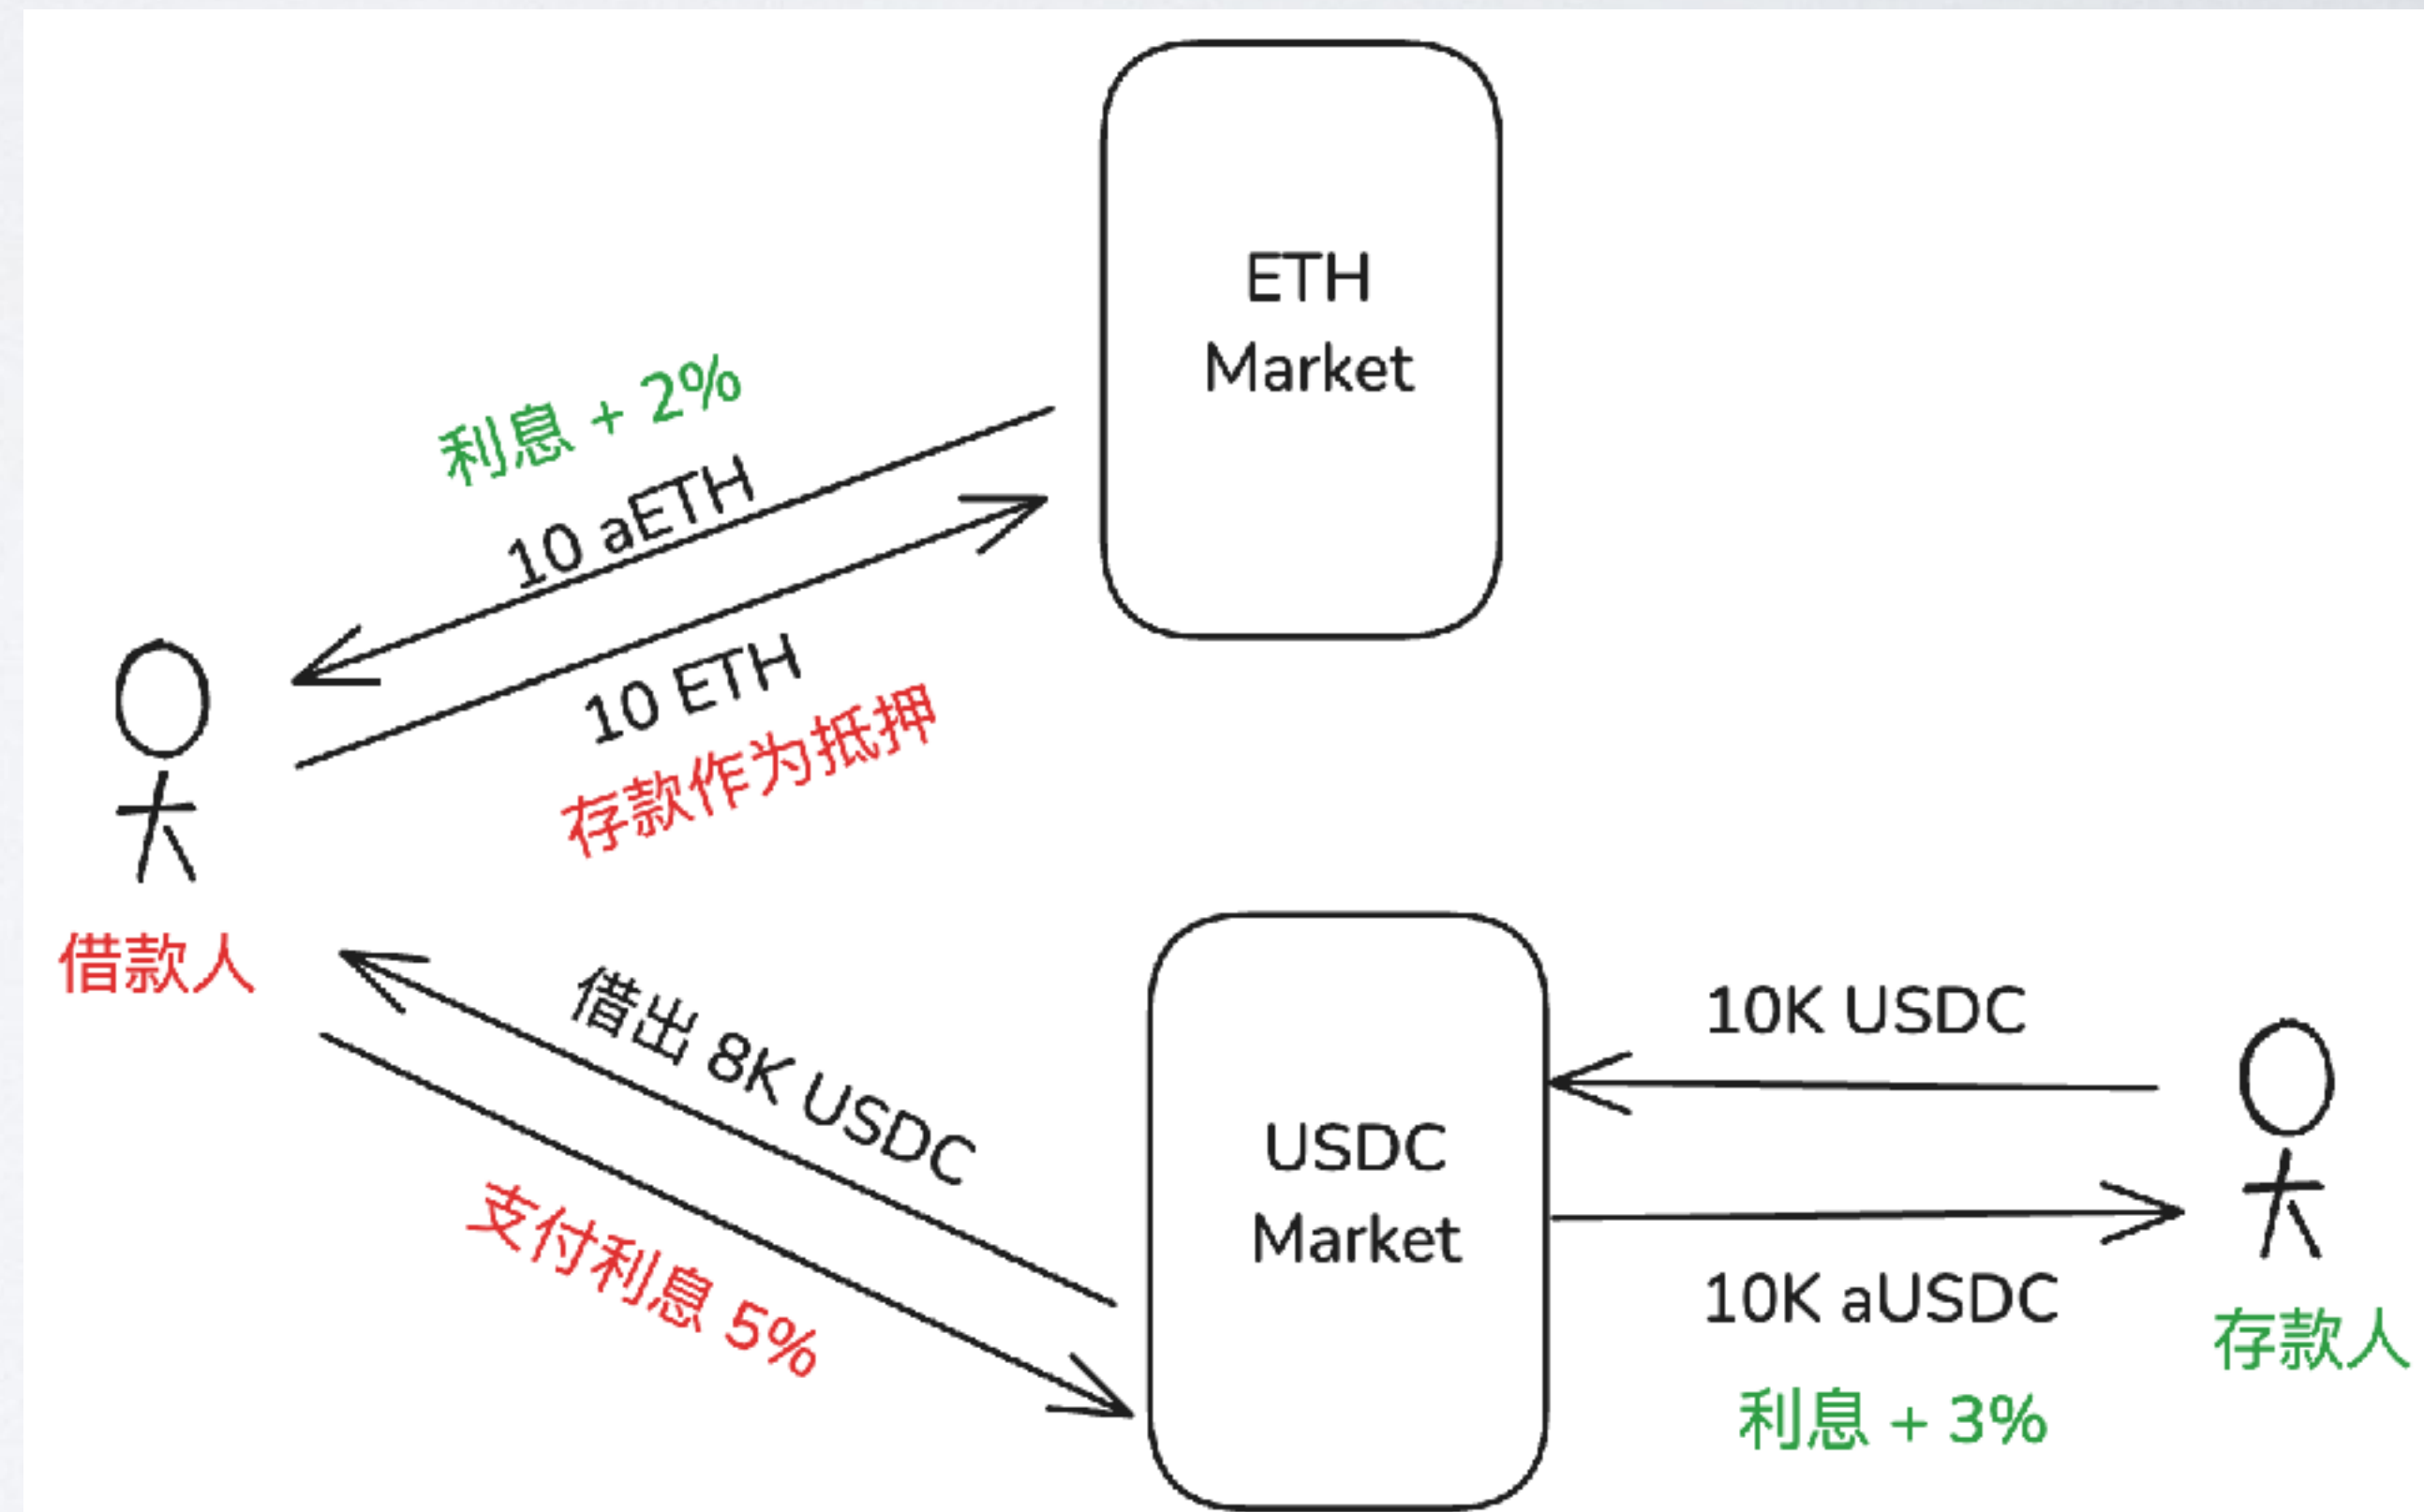 ETH
Market
利息 + 2%
10 aETH
10 ETH
存款作为抵押
借款人
借出 8K USDC
支付利息 5%
USDC
Market
10K USDC
10K aUSDC
存款人
利息 + 3%